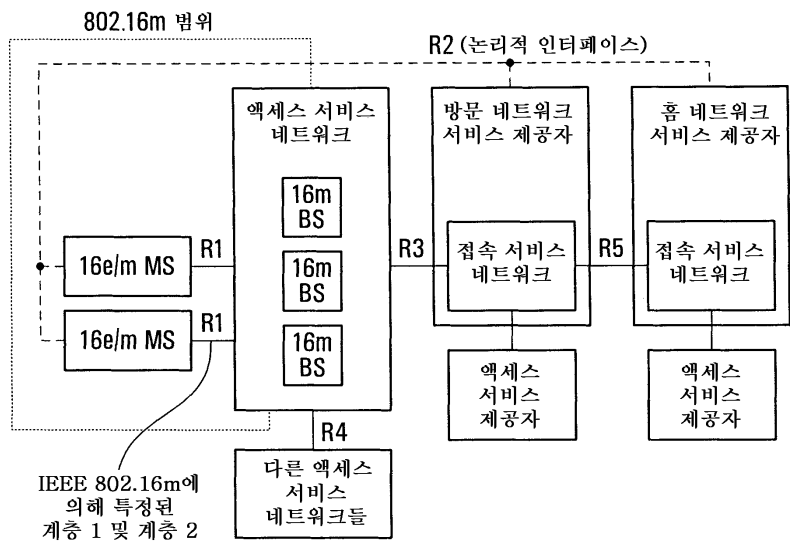 802.16m 범위
R2 (논리적 인터페이스)
액세스 서비스
네트워크
방문 네트워크
서비스 제공자
홈 네트워크
서비스 제공자
16m
BS
16m
BS
16m
BS
16e/m MS
R1
16e/m MS
R1
R3
접속 서비스
네트워크
R5
접속 서비스
네트워크
액세스
서비스
제공자
액세스
서비스
제공자
R4
다른 액세스
서비스
네트워크들
IEEE 802.16m에
의해 특정된
계층 1 및 계층 2